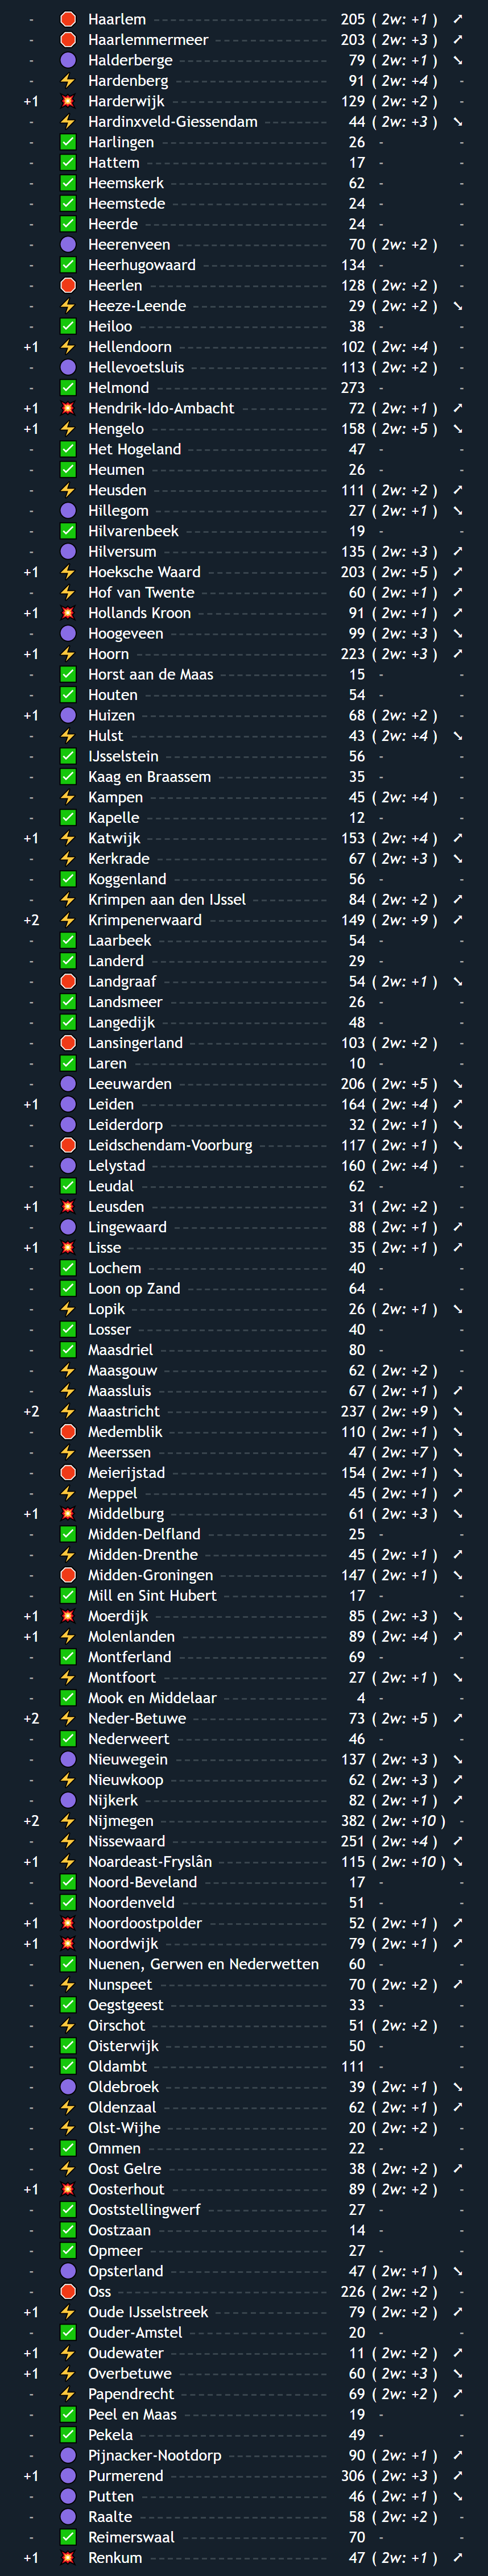 - Haarlem 205 ( 2w: +1 ) ➚
- Haarlemmermeer 203 ( 2w: +3 ) ➚
- Halderberge 79 ( 2w: +1 ) ➘
- Hardenberg 91 ( 2w: +4 ) -
+1 Harderwijk 129 ( 2w: +2 ) -
- Hardinxveld-Giessendam 44 ( 2w: +3 ) ➘
- Harlingen 26 - -
- Hattem 17 - -
- Heemskerk 62 - -
- Heemstede 24 - -
- Heerde 24 - -
- Heerenveen 70 ( 2w: +2 ) -
- Heerhugowaard 134 - -
- Heerlen 128 ( 2w: +2 ) -
- Heeze-Leende 29 ( 2w: +2 ) ➘
- Heiloo 38 - -
+1 Hellendoorn 102 ( 2w: +4 ) -
- Hellevoetsluis 113 ( 2w: +2 ) -
- Helmond 273 - -
+1 Hendrik-Ido-Ambacht 72 ( 2w: +1 ) ➚
+1 Hengelo 158 ( 2w: +5 ) ➘
- Het Hogeland 47 - -
- Heumen 26 - -
- Heusden 111 ( 2w: +2 ) ➚
- Hillegom 27 ( 2w: +1 ) ➘
- Hilvarenbeek 19 - -
- Hilversum 135 ( 2w: +3 ) ➚
+1 Hoeksche Waard 203 ( 2w: +5 ) ➚
- Hof van Twente 60 ( 2w: +1 ) ➚
+1 Hollands Kroon 91 ( 2w: +1 ) ➚
- Hoogeveen 99 ( 2w: +3 ) ➘
+1 Hoorn 223 ( 2w: +3 ) ➚
- Horst aan de Maas 15 - -
- Houten 54 - -
+1 Huizen 68 ( 2w: +2 ) -
- Hulst 43 ( 2w: +4 ) ➘
- IJsselstein 56 - -
- Kaag en Braassem 35 - -
- Kampen 45 ( 2w: +4 ) -
- Kapelle 12 - -
+1 Katwijk 153 ( 2w: +4 ) ➚
- Kerkrade 67 ( 2w: +3 ) ➘
- Koggenland 56 - -
- Krimpen aan den IJssel 84 ( 2w: +2 ) ➚
+2 Krimpenerwaard 149 ( 2w: +9 ) ➚
- Laarbeek 54 - -
- Landerd 29 - -
- Landgraaf 54 ( 2w: +1 ) ➘
- Landsmeer 26 - -
- Langedijk 48 - -
- Lansingerland 103 ( 2w: +2 ) -
- Laren 10 - -
- Leeuwarden 206 ( 2w: +5 ) ➘
+1 Leiden 164 ( 2w: +4 ) ➚
- Leiderdorp 32 ( 2w: +1 ) ➘
- Leidschendam-Voorburg 117 ( 2w: +1 ) ➘
- Lelystad 160 ( 2w: +4 ) -
- Leudal 62 - -
+1 Leusden 31 ( 2w: +2 ) -
- Lingewaard 88 ( 2w: +1 ) ➚
+1 Lisse 35 ( 2w: +1 ) ➚
- Lochem 40 - -
- Loon op Zand 64 - -
- Lopik 26 ( 2w: +1 ) ➘
- Losser 40 - -
- Maasdriel 80 - -
- Maasgouw 62 ( 2w: +2 ) -
- Maassluis 67 ( 2w: +1 ) ➚
+2 Maastricht 237 ( 2w: +9 ) ➘
- Medemblik 110 ( 2w: +1 ) ➘
- Meerssen 47 ( 2w: +7 ) ➘
- Meierijstad 154 ( 2w: +1 ) ➘
- Meppel 45 ( 2w: +1 ) ➚
+1 Middelburg 61 ( 2w: +3 ) ➘
- Midden-Delfland 25 - -
- Midden-Drenthe 45 ( 2w: +1 ) ➚
- Midden-Groningen 147 ( 2w: +1 ) ➘
- Mill en Sint Hubert 17 - -
+1 Moerdijk 85 ( 2w: +3 ) ➘
+1 Molenlanden 89 ( 2w: +4 ) ➚
- Montferland 69 - -
- Montfoort 27 ( 2w: +1 ) ➘
- Mook en Middelaar 4 - -
+2 Neder-Betuwe 73 ( 2w: +5 ) ➚
- Nederweert 46 - -
- Nieuwegein 137 ( 2w: +3 ) ➘
- Nieuwkoop 62 ( 2w: +3 ) ➚
- Nijkerk 82 ( 2w: +1 ) ➚
+2 Nijmegen 382 ( 2w: +10 ) -
- Nissewaard 251 ( 2w: +4 ) ➚
+1 Noardeast-Fryslân 115 ( 2w: +10 ) ➘
- Noord-Beveland 17 - -
- Noordenveld 51 - -
+1 Noordoostpolder 52 ( 2w: +1 ) ➚
+1 Noordwijk 79 ( 2w: +1 ) ➚
- Nuenen, Gerwen en Nederwetten 60 - -
- Nunspeet 70 ( 2w: +2 ) ➚
- Oegstgeest 33 - -
- Oirschot 51 ( 2w: +2 ) -
- Oisterwijk 50 - -
- Oldambt 111 - -
- Oldebroek 39 ( 2w: +1 ) ➘
- Oldenzaal 62 ( 2w: +1 ) ➚
- Olst-Wijhe 20 ( 2w: +2 ) -
- Ommen 22 - -
- Oost Gelre 38 ( 2w: +2 ) ➚
+1 Oosterhout 89 ( 2w: +2 ) -
- Ooststellingwerf 27 - -
- Oostzaan 14 - -
- Opmeer 27 - -
- Opsterland 47 ( 2w: +1 ) ➘
- Oss 226 ( 2w: +2 ) -
+1 Oude IJsselstreek 79 ( 2w: +2 ) ➚
- Ouder-Amstel 20 - -
+1 Oudewater 11 ( 2w: +2 ) ➚
+1 Overbetuwe 60 ( 2w: +3 ) ➘
- Papendrecht 69 ( 2w: +2 ) ➚
- Peel en Maas 19 - -
- Pekela 49 - -
- Pijnacker-Nootdorp 90 ( 2w: +1 ) ➚
+1 Purmerend 306 ( 2w: +3 ) ➚
- Putten 46 ( 2w: +1 ) ➘
- Raalte 58 ( 2w: +2 ) -
- Reimerswaal 70 - -
+1 Renkum 47 ( 2w: +1 ) ➚